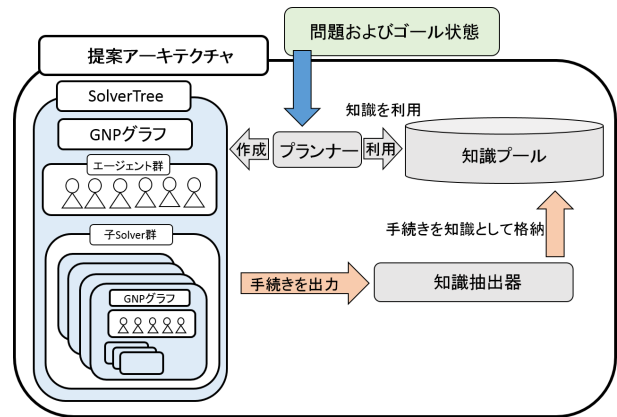 問題およびゴール状態
提案アーキテクチャ
SolverTree
GNPグラフ
エージェント群
子Solver群
GNPグラフ
作成
プランナー
利用
知識を利用
知識プール
手続きを知識として格納
手続きを出力
知識抽出器